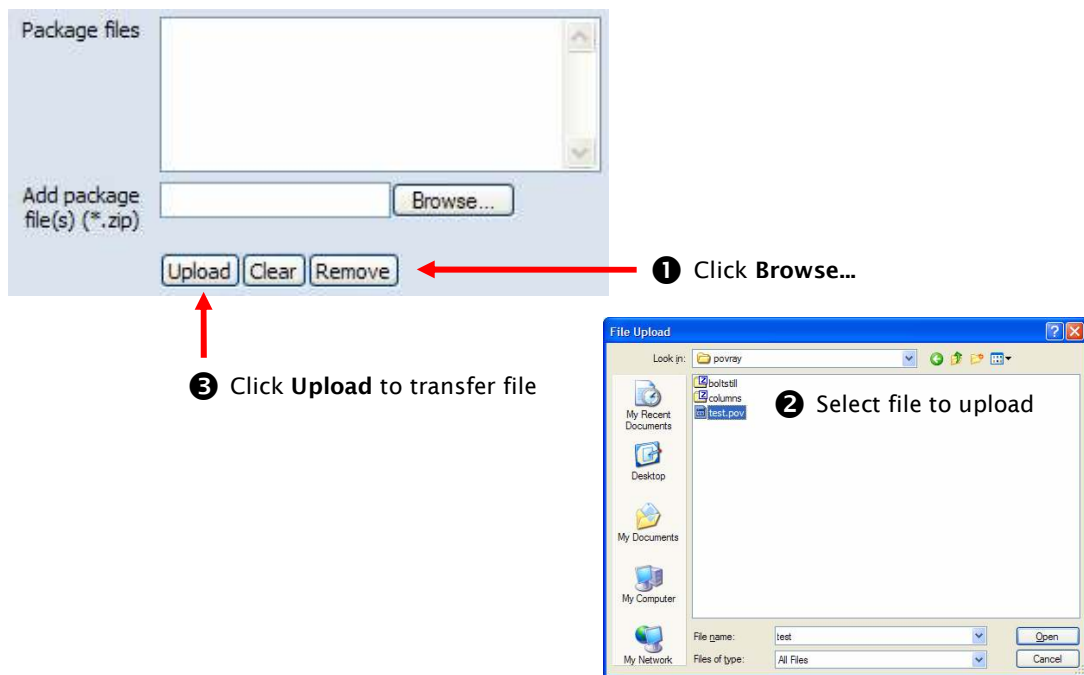 Package files
Add package
file(s) (*.zip)
Browse...
Upload Clear Remove
❶ Click Browse...
❸ Click Upload to transfer file
File Upload
Look in: povray
boltstill
columns
test.pov
❷ Select file to upload
My Recent
Documents
Desktop
My Documents
My Computer
My Network
File name: test Open
Files of type: All Files Cancel